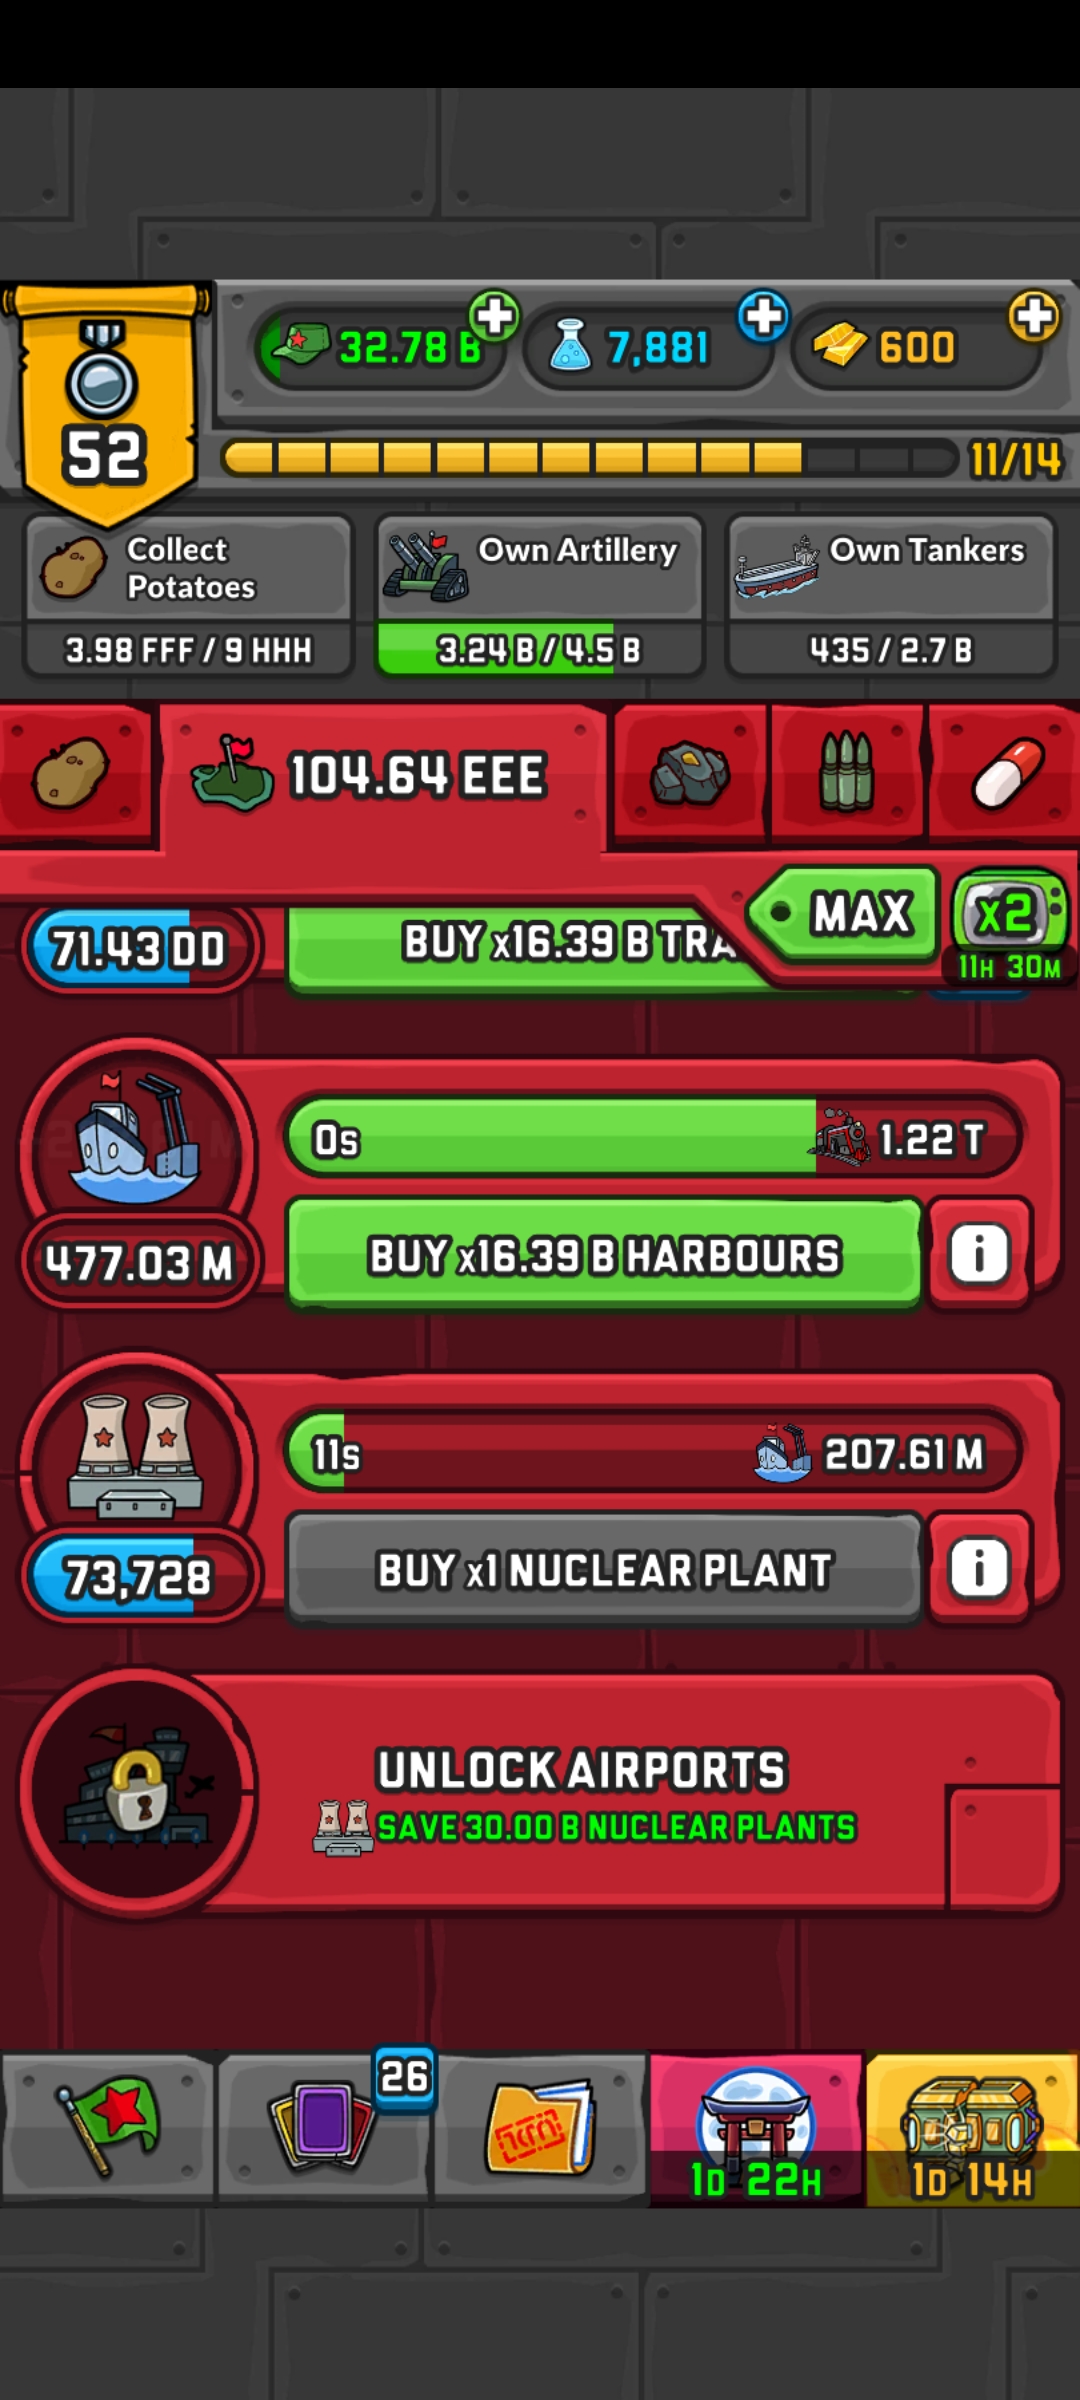 32.78 B
7,881
600
52
11/14
Collect
Potatoes
3.98 FFF / 9 HHH
Own Artillery
3.24 B / 4.5 B
Own Tankers
435 / 2.7 B
104.64 EEE
MAX
x2
11H 30M
71.43 DD
BUY x16.39 B TRA
0s
1.22 T
477.03 M
BUY x16.39 B HARBOURS
i
11s
207.61 M
73,728
BUY x1 NUCLEAR PLANT
i
UNLOCK AIRPORTS
SAVE 30.00 B NUCLEAR PLANTS
26
1D 22H
1D 14H